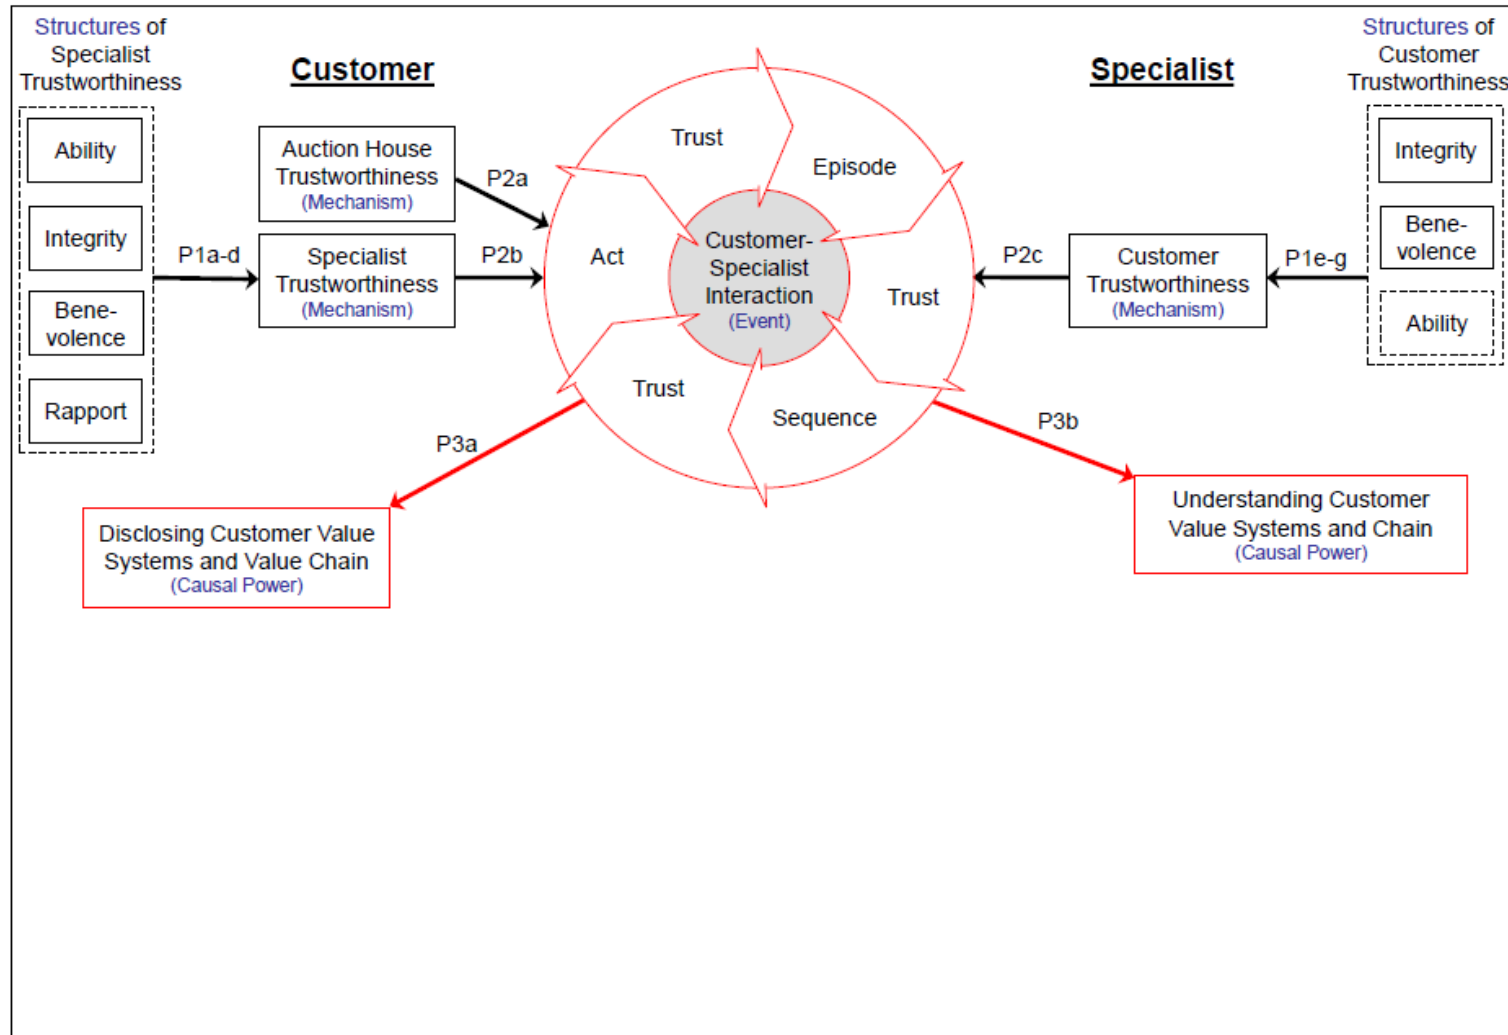 Structures of
Specialist
Trustworthiness
Ability
Integrity
Bene-
volence
Rapport
P1a-d
Customer
Auction House
Trustworthiness
(Mechanism)
Specialist
Trustworthiness
(Mechanism)
P2a
P2b
Trust
Episode
Act
Trust
Trust
Sequence
Customer-
Specialist
Interaction
(Event)
Specialist
P2c
Customer
Trustworthiness
(Mechanism)
P1e-g
Structures of
Customer
Trustworthiness
Integrity
Bene-
volence
Ability
P3a
Disclosing Customer Value
Systems and Value Chain
(Causal Power)
P3b
Understanding Customer
Value Systems and Chain
(Causal Power)